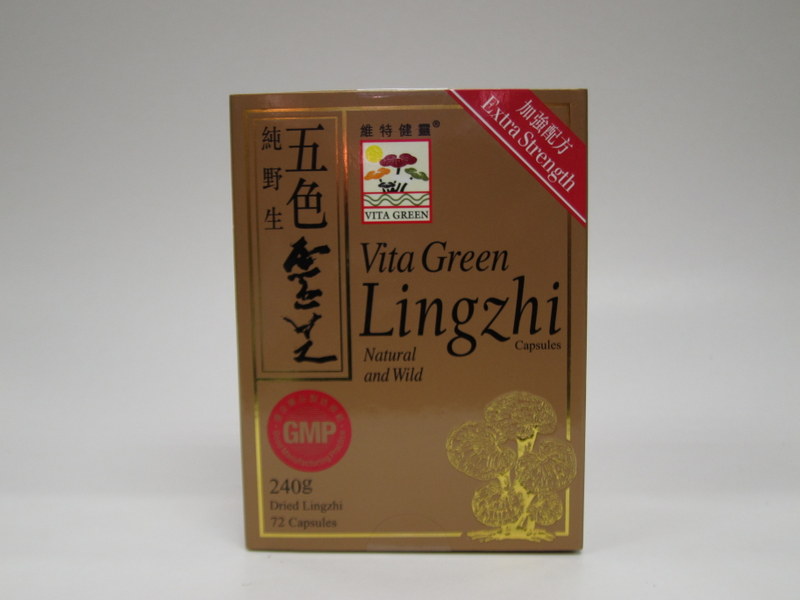 加強配方
Extra Strength
純野生
五色靈芝
維特健靈®
VITA GREEN
Vita Green
Lingzhi
Capsules
Natural
and Wild
GMP
240g
Dried Lingzhi
72 Capsules